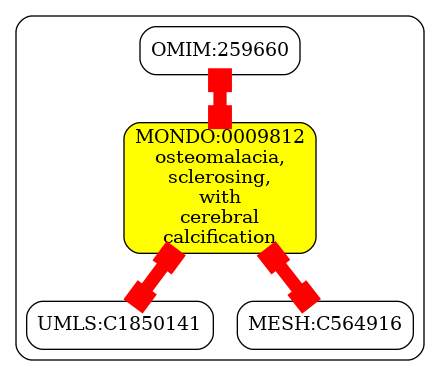 OMIM:259660
MONDO:0009812
osteomalacia,
sclerosing,
with
cerebral
calcification
UMLS:C1850141
MESH:C564916